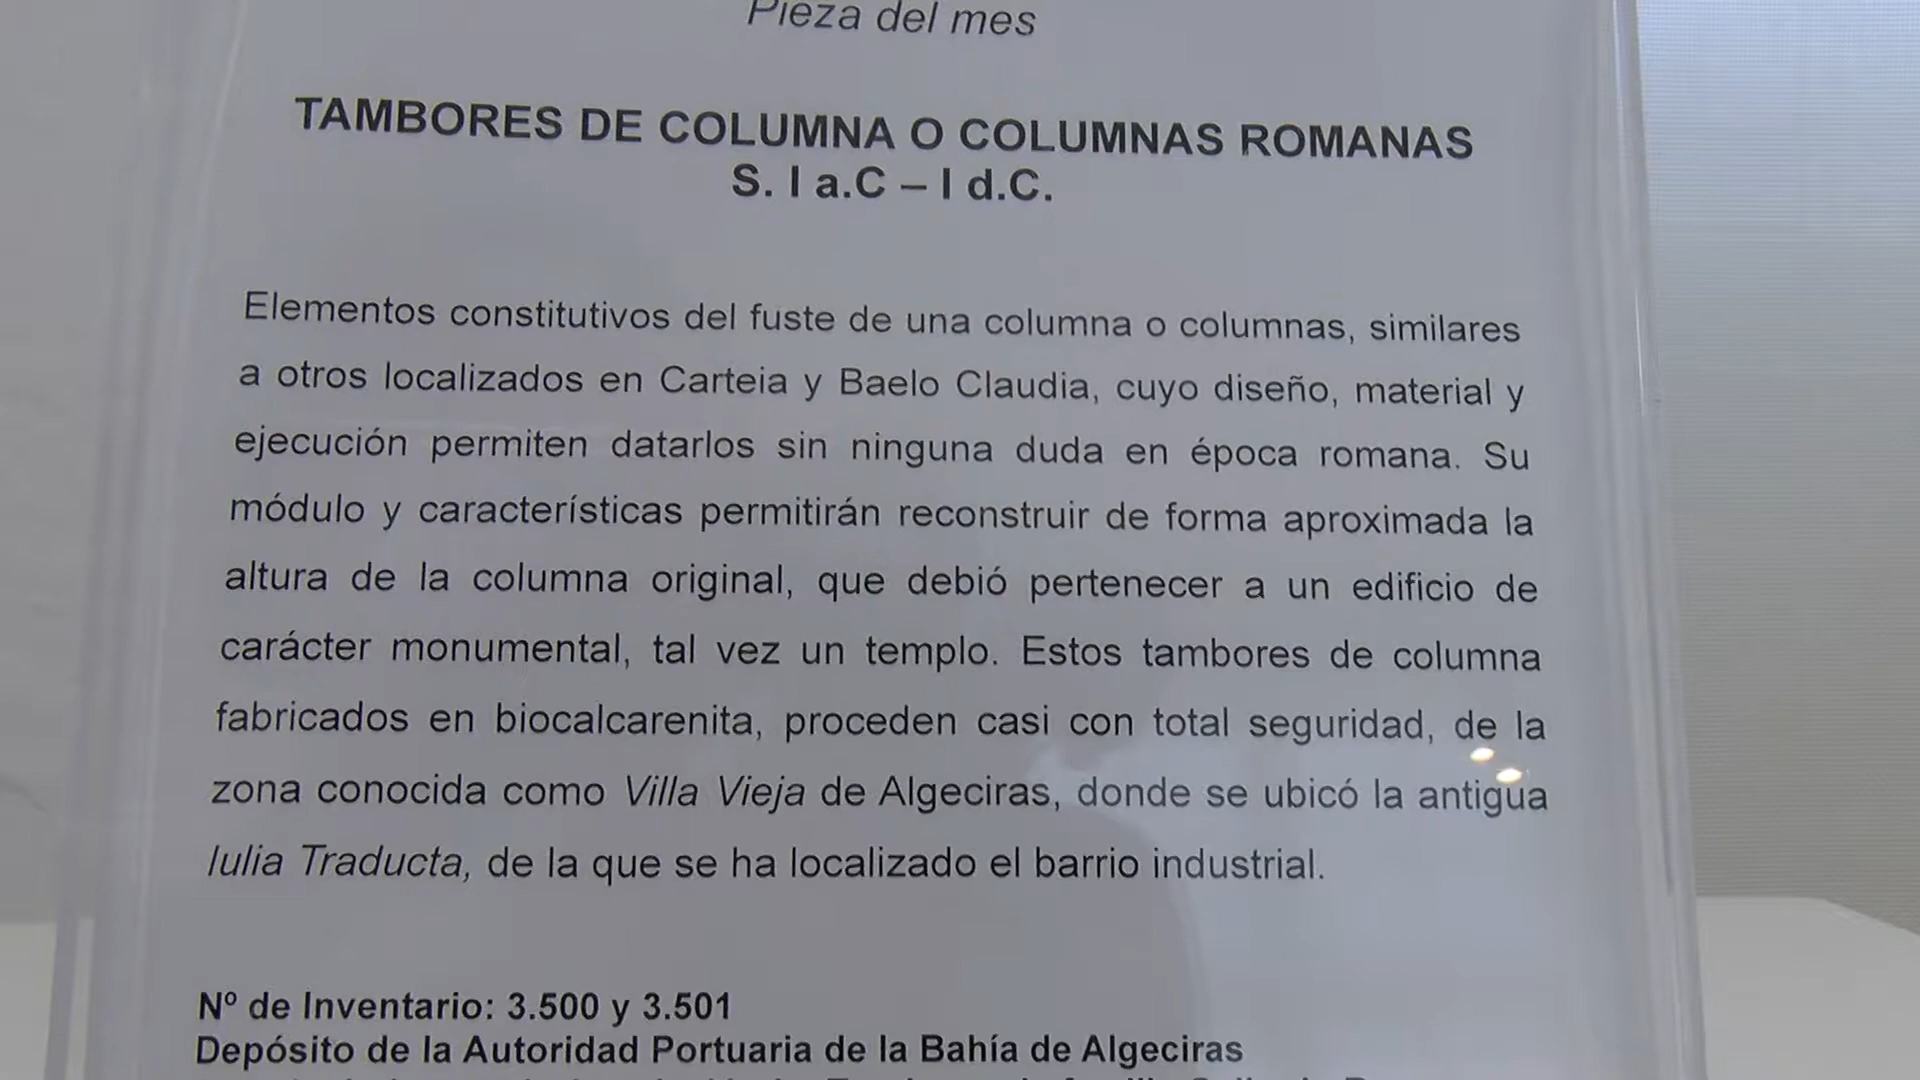 Pieza del mes
TAMBORES DE COLUMNA O COLUMNAS ROMANAS
S. I a.C – I d.C.
Elementos constitutivos del fuste de una columna o columnas, similares
a otros localizados en Carteia y Baelo Claudia, cuyo diseño, material y
ejecución permiten datarlos sin ninguna duda en época romana. Su
módulo y características permitirán reconstruir de forma aproximada la
altura de la columna original, que debió pertenecer a un edificio de
carácter monumental, tal vez un templo. Estos tambores de columna
fabricados en biocalcarenita, proceden casi con total seguridad, de la
zona conocida como Villa Vieja de Algeciras, donde se ubicó la antigua
Iulia Traducta, de la que se ha localizado el barrio industrial.
Nº de Inventario: 3.500 y 3.501
Depósito de la Autoridad Portuaria de la Bahía de Algeciras